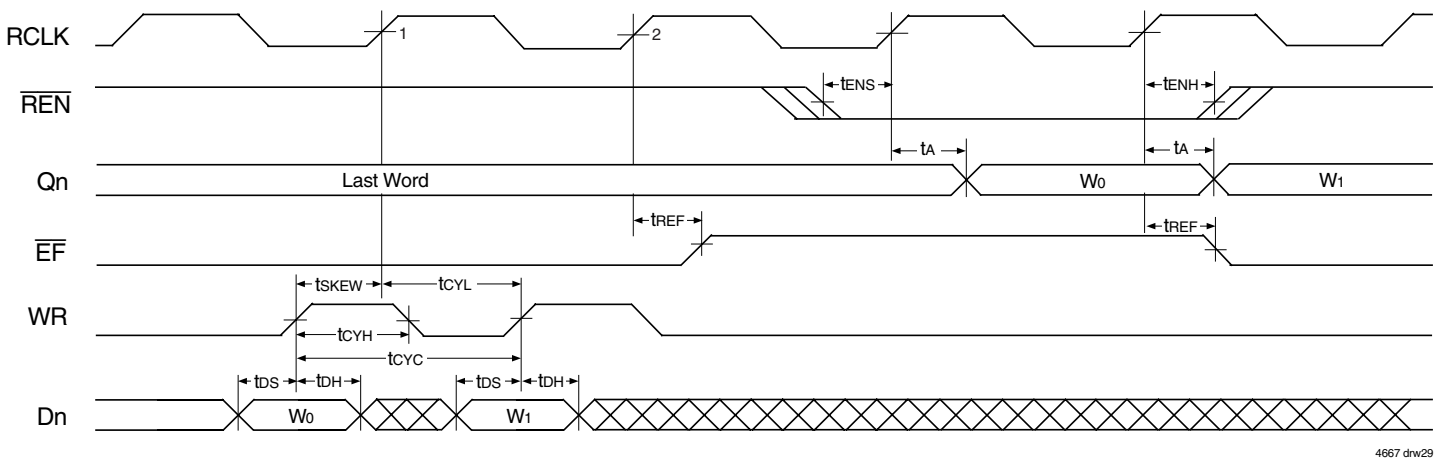 RCLK
1
2
REN
tENS
tENH
Qn
Last Word
tA
W0
tA
W1
EF
tREF
tREF
WR
tSKEW
tCYL
tCYH
tCYC
Dn
tDS
tDH
tDS
tDH
W0
W1
4667 drw29